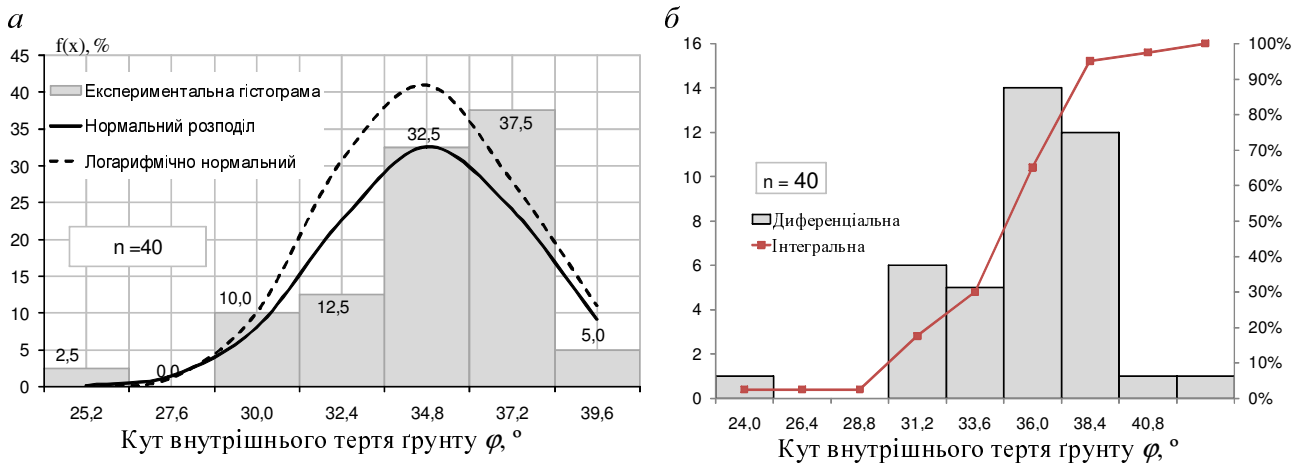 а
f(x), %
45
40
35
30
25
20
15
10
5
0
Експериментальна гістограма
Нормальний розподіл
Логарифмічно нормальний
n =40
2,5
0,0
10,0
12,5
32,5
37,5
5,0
25,2 27,6 30,0 32,4 34,8 37,2 39,6
Кут внутрішнього тертя ґрунту φ, º
б
16
14
12
10
8
6
4
2
0
n = 40
Диференціальна
Інтегральна
100%
90%
80%
70%
60%
50%
40%
30%
20%
10%
0%
24,0 26,4 28,8 31,2 33,6 36,0 38,4 40,8
Кут внутрішнього тертя ґрунту φ, º